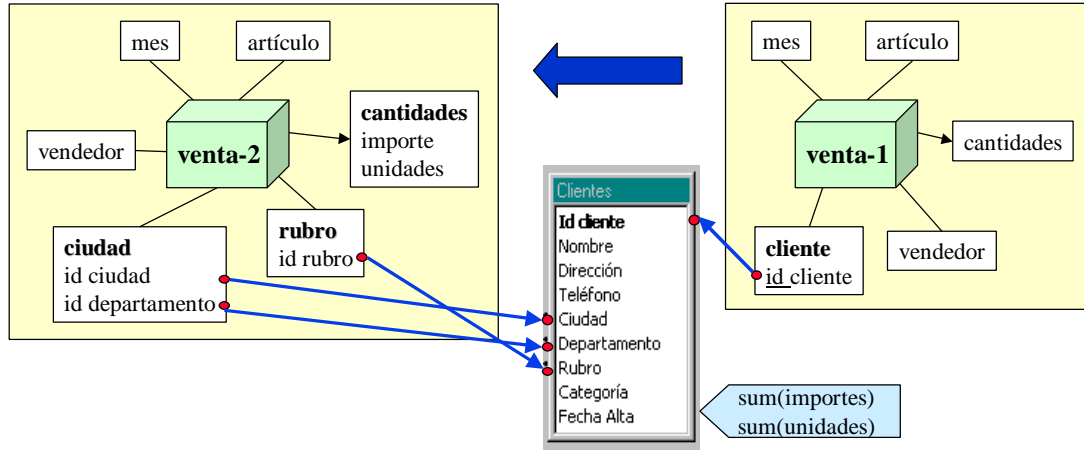 mes
artículo
vendedor
venta-2
cantidades
importe
unidades
ciudad
id ciudad
id departamento
rubro
id rubro
Clientes
Id cliente
Nombre
Dirección
Teléfono
Ciudad
Departamento
Rubro
Categoría
Fecha Alta
sum(importes)
sum(unidades)
mes
artículo
venta-1
cantidades
cliente
id cliente
vendedor